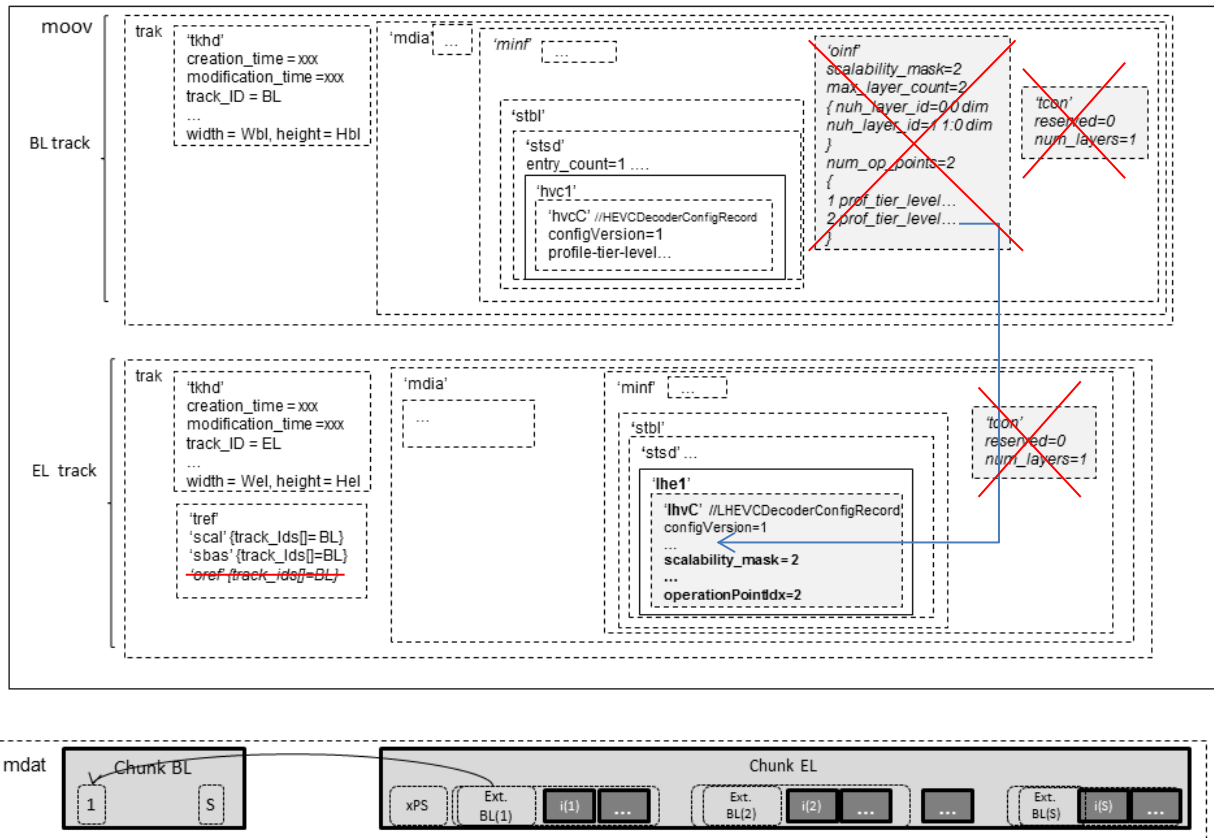 moov
trak
‘tkhd’
creation_time = xxx
modification_time =xxx
track_ID = BL
...
width = Wbl, height = Hbl
‘mdia’
...
‘minf’
...
‘oinf’
scalability_mask=2
max_layer_count=2
{ nuh_layer_id=0 0 dim
nuh_layer_id=1 1:0 dim
}
num_op_points=2
{
1 prof_tier_level…
2 prof_tier_level…
}
‘tcon’
reserved=0
num_layers=1
BL track
‘stbl’
‘stsd’
entry_count=1 ….
‘hvc1’
‘hvcC’ //HEVCDecoderConfigRecord
configVersion=1
profile-tier-level…
trak
‘tkhd’
creation_time = xxx
modification_time =xxx
track_ID = EL
...
width = Wel, height = Hel
‘mdia’
…
‘minf’
…
‘tcon’
reserved=0
num_layers=1
EL track
‘stbl’
‘stsd’ …
‘lhe1’
‘lhvC’ //LHEVCDecoderConfigRecord
configVersion=1
…
scalability_mask= 2
…
operationPointIdx=2
‘tref’
‘scal’ {track_Ids[]= BL}
‘sbas’ {track_Ids[]=BL}
‘oref’ {track_ids[]=BL}
mdat
Chunk BL
1 S
Chunk EL
xPS
Ext.
BL(1)
i(1) ...
Ext.
BL(2)
i(2) ...
...
Ext.
BL(S)
i(S) ...